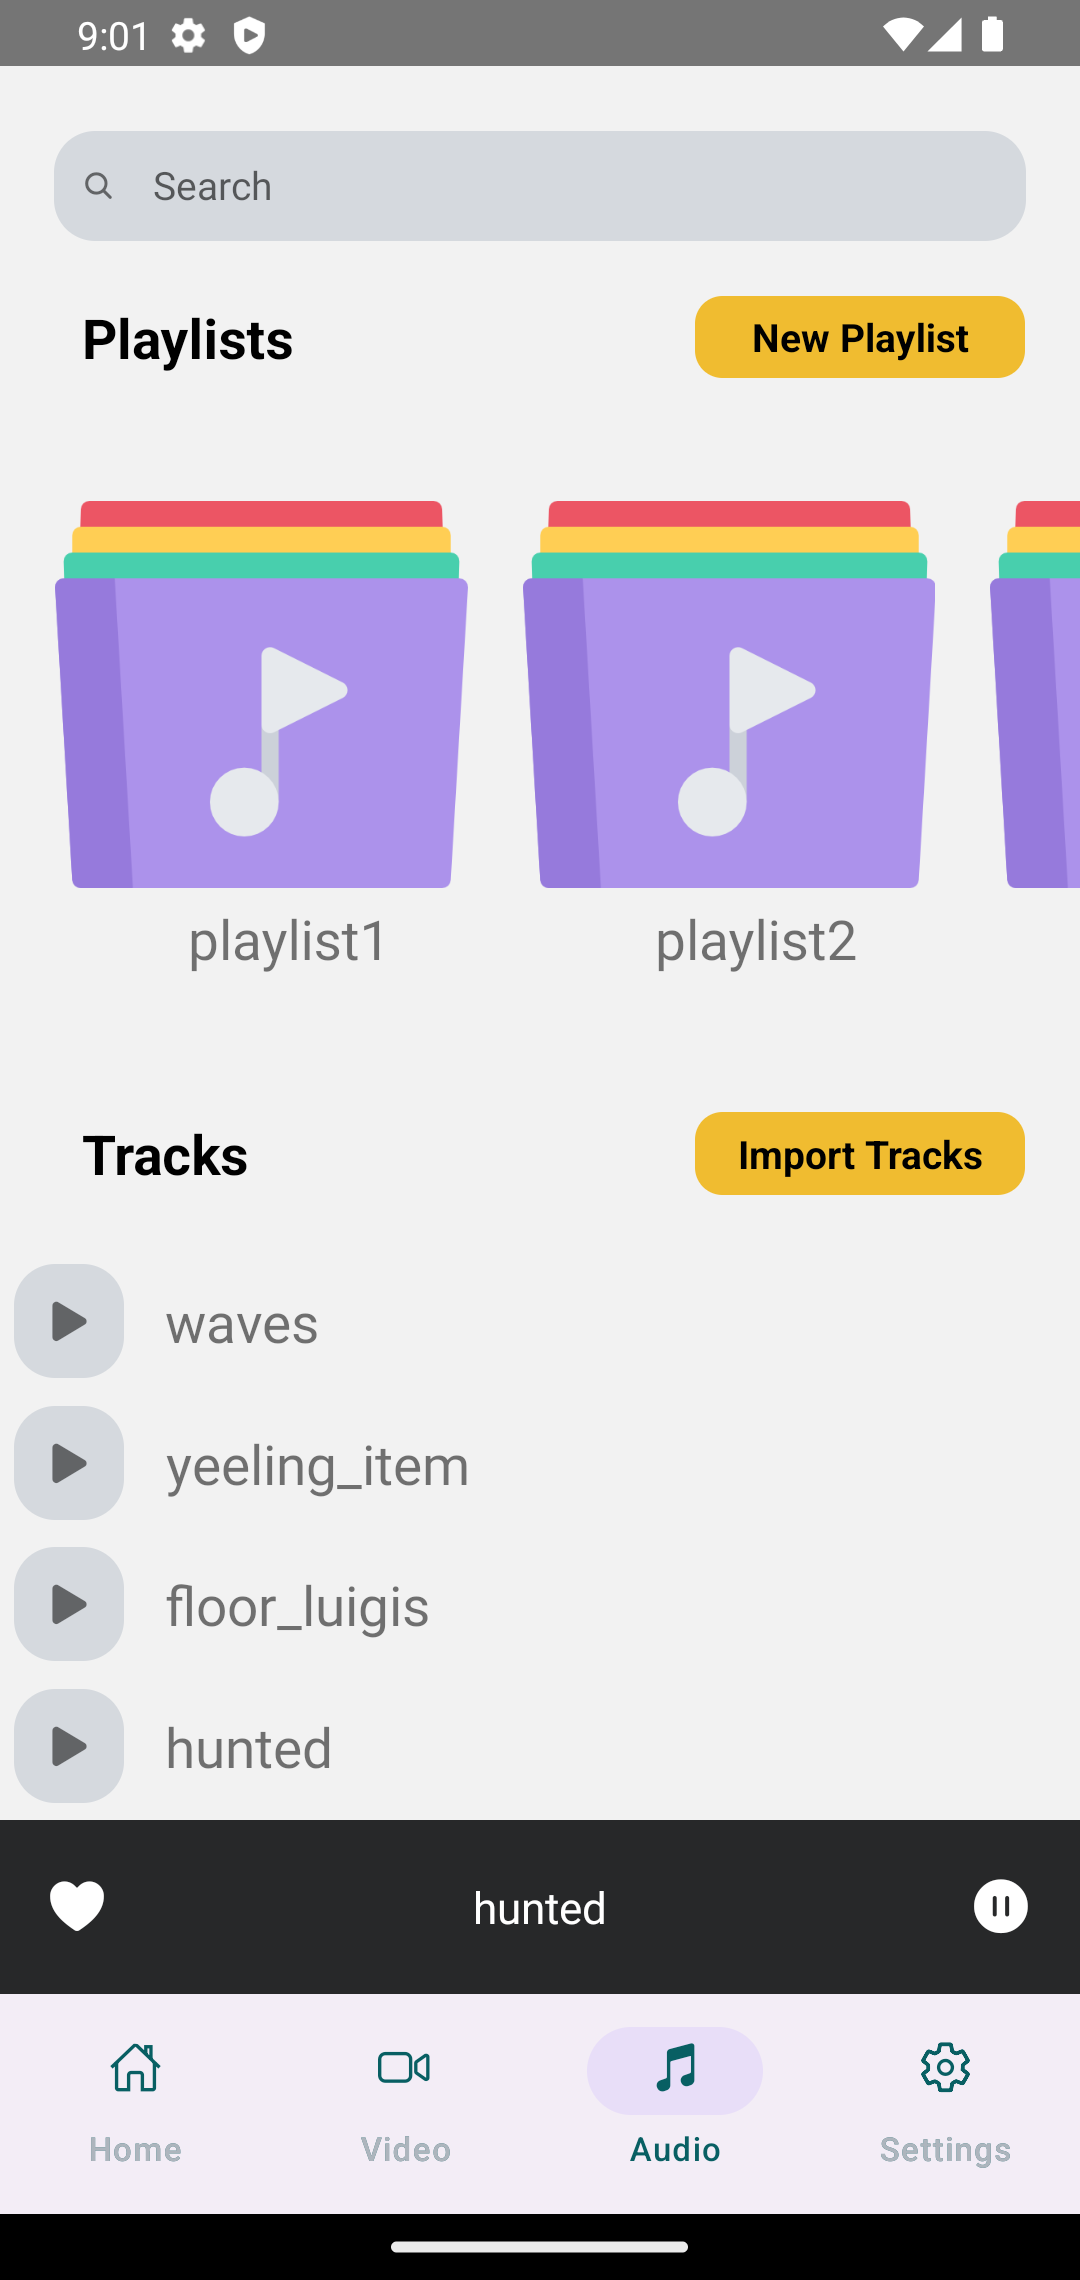 9:01
Search
Playlists
New Playlist
playlist1
playlist2
Tracks
Import Tracks
waves
yeeling_item
floor_luigis
hunted
hunted
Home
Video
Audio
Settings